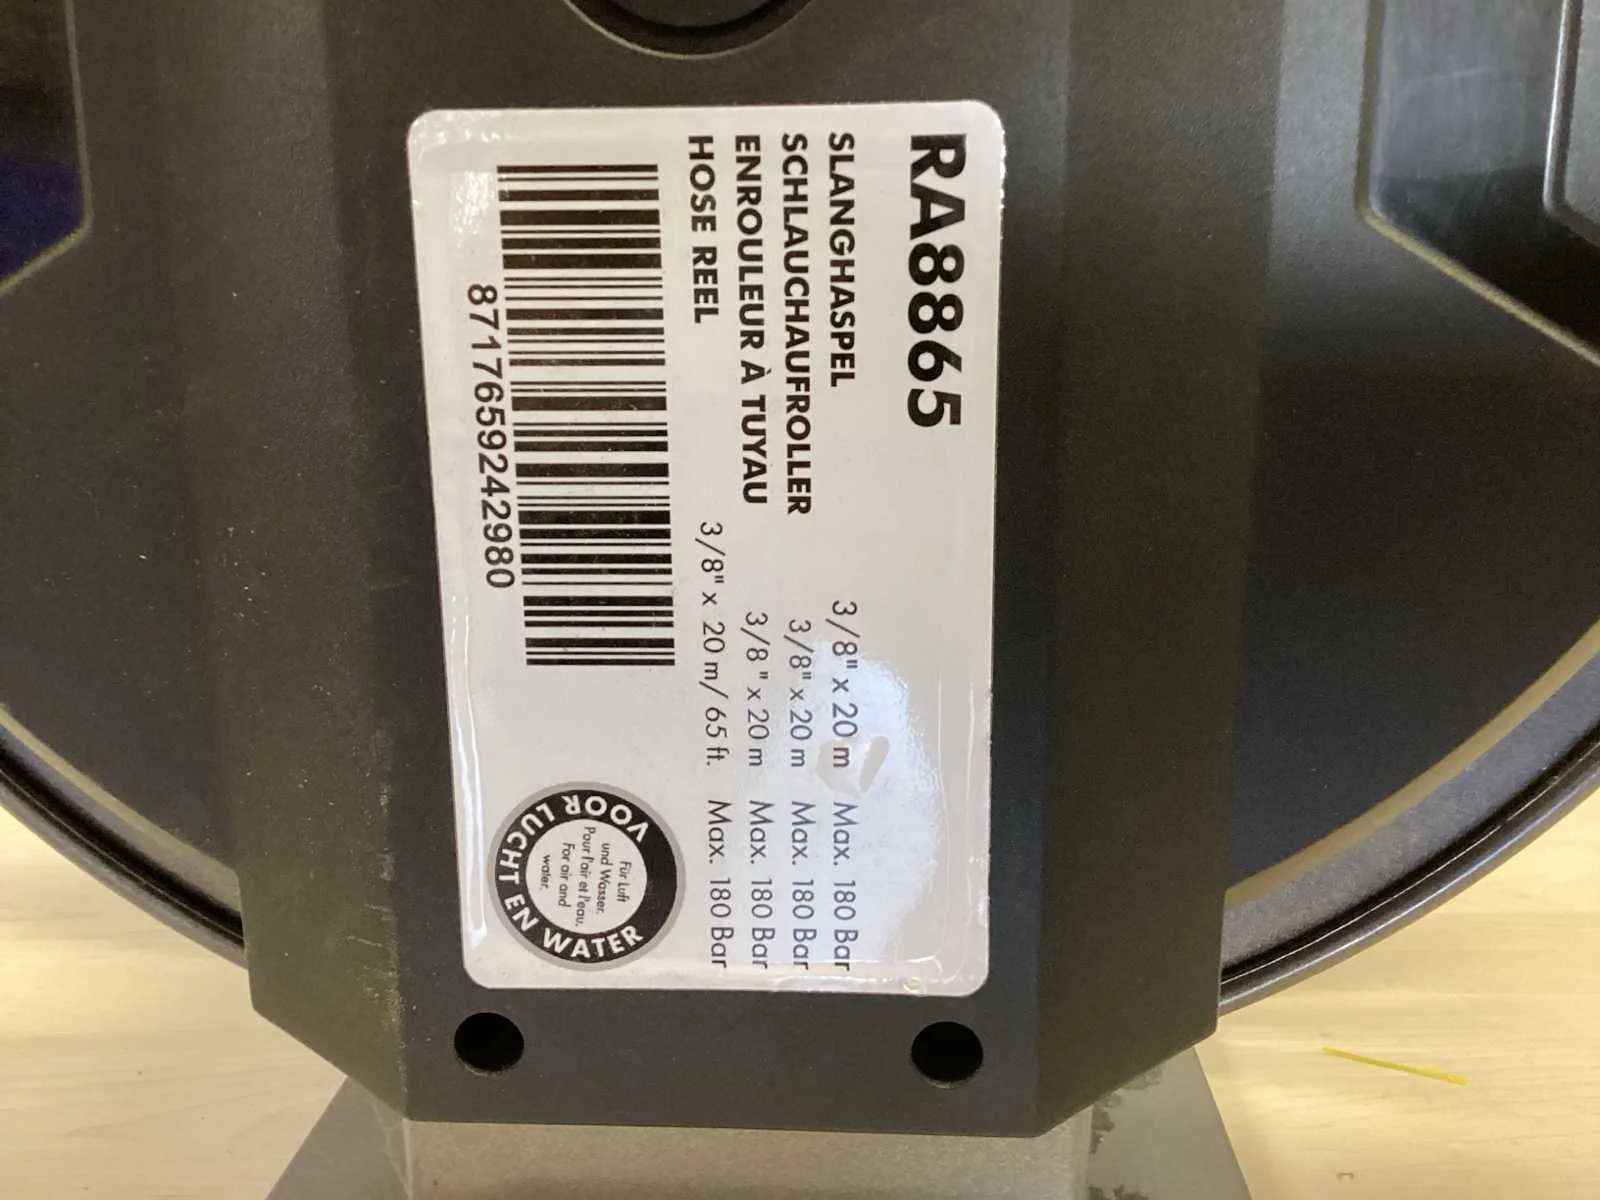 RA8865
SLANGHASPEL 3/8" x 20 m Max. 180 Bar
SCHLAUCHAUFROLLER 3/8" x 20 m Max. 180 Bar
ENROULEUR À TUYAU 3/8 " x 20 m Max. 180 Bar
HOSE REEL 3/8" x 20 m/ 65 ft. Max. 180 Bar
8717659242980
VOOR LUCHT EN WATER
Für Luft
und Wasser.
Pour l'air et l'eau.
For air and
water.